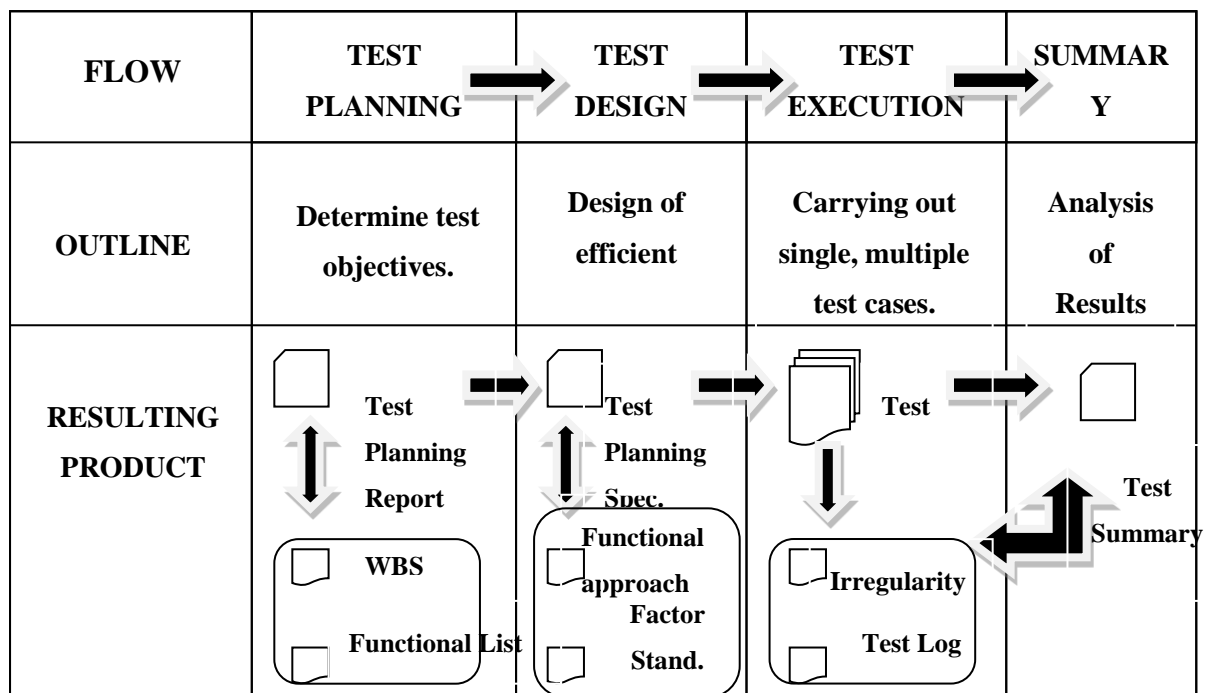 FLOW
TEST
PLANNING
TEST
DESIGN
TEST
EXECUTION
SUMMAR
Y
OUTLINE
Determine test
objectives.
Design of
efficient
Carrying out
single, multiple
test cases.
Analysis
of
Results
RESULTING
PRODUCT
Test
Planning
Report
WBS
Functional List
Test
Planning
Spec.
Functional
approach
Factor
Stand.
Test
Irregularity
Test Log
Test
Summary